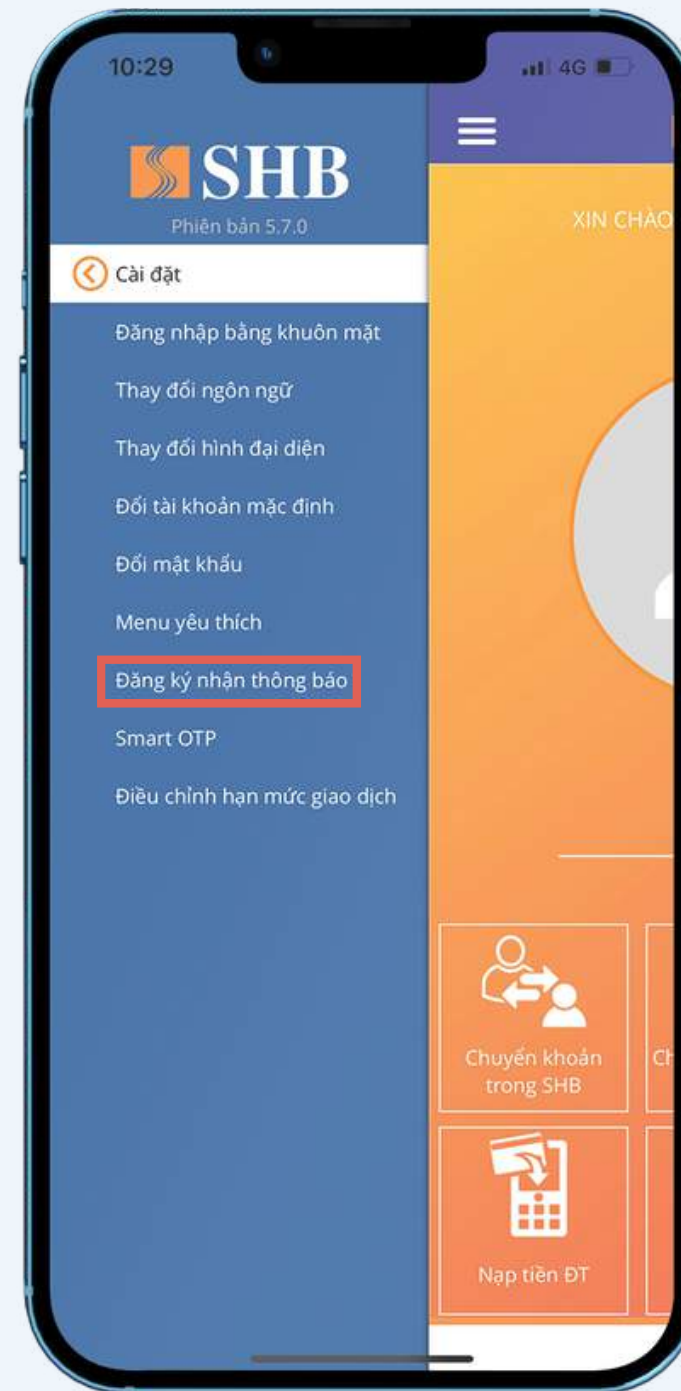 10:29
4G
SHB
Phiên bản 5.7.0
XIN CHÀO
Cài đặt
Đăng nhập bằng khuôn mặt
Thay đổi ngôn ngữ
Thay đổi hình đại diện
Đổi tài khoản mặc định
Đổi mật khẩu
Menu yêu thích
Đăng ký nhận thông báo
Smart OTP
Điều chỉnh hạn mức giao dịch
Chuyển khoản
trong SHB
Ch
Nạp tiền ĐT